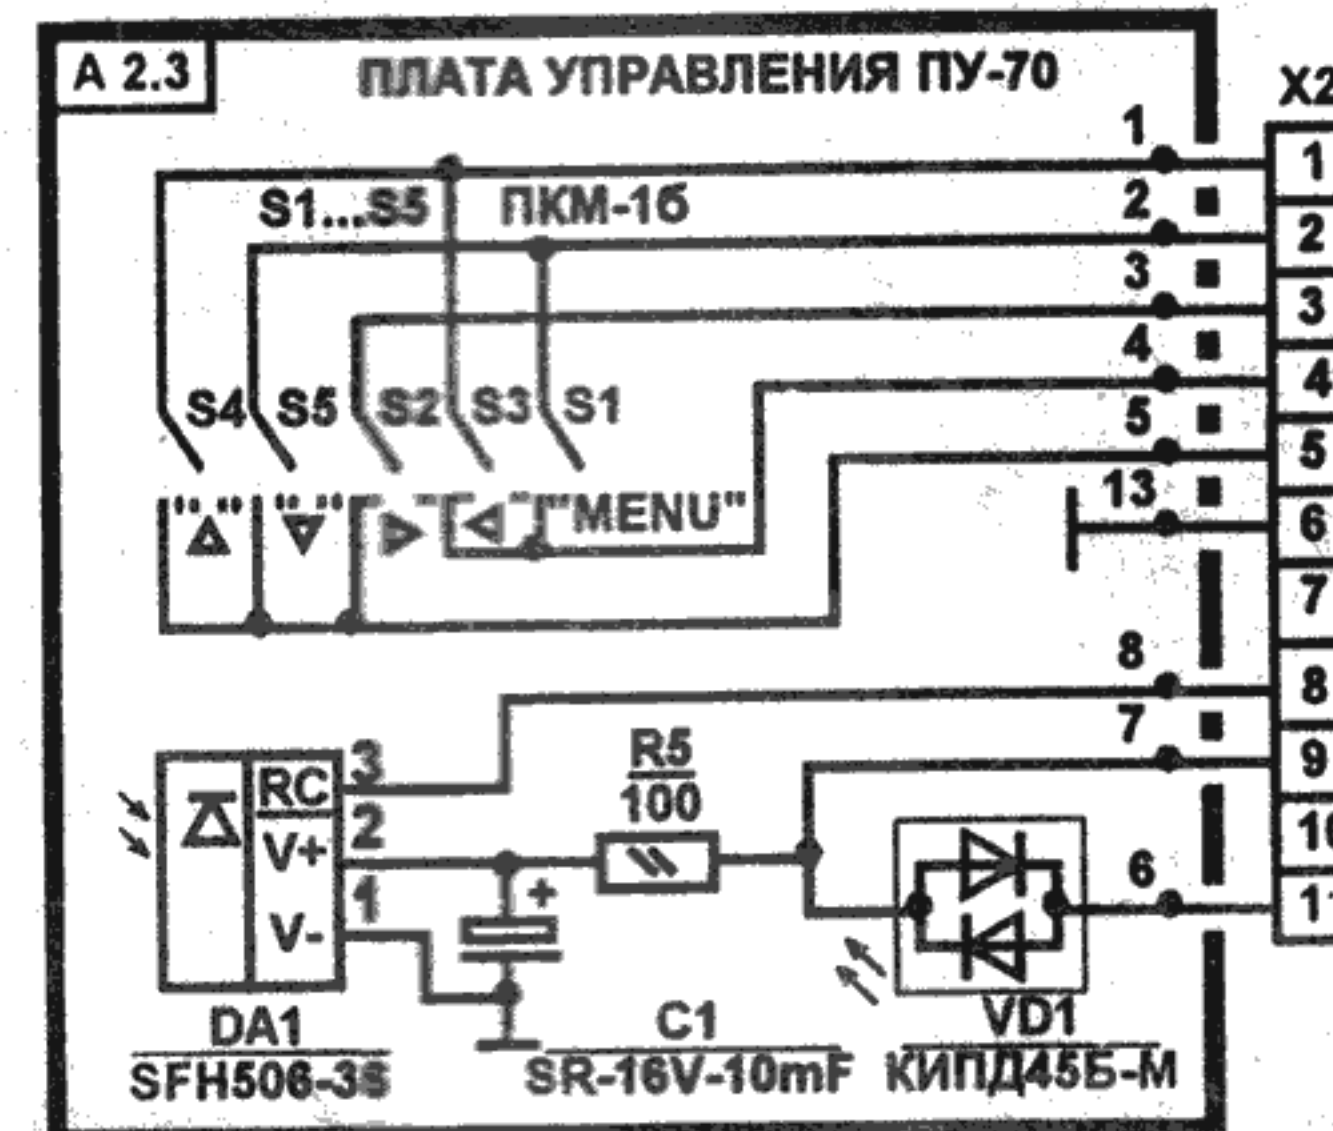 A 2.3
ПЛАТА УПРАВЛЕНИЯ ПУ-70
X2
1 1
S1...S5 ПКМ-1б
2 2
3 3
4 4
S4 S5 S2 S3 S1
5 5
"MENU"
13 6
7
8 8
7 9
RC 3
V+ 2
V- 1
R5
100
+
10
6 11
DA1
SFH506-36
C1
SR-16V-10mF
VD1
КИПД45Б-М